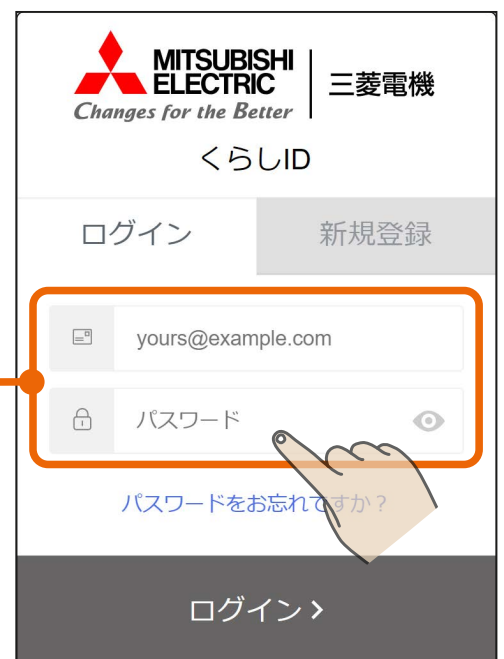 MITSUBISHI
ELECTRIC
Changes for the Better
三菱電機
くらしID
ログイン
新規登録
yours@example.com
パスワード
パスワードをお忘れですか？
ログイン